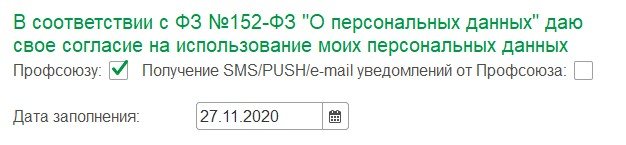 В соответствии с ФЗ №152-ФЗ "О персональных данных" даю
свое согласие на использование моих персональных данных
Профсоюзу: Получение SMS/PUSH/e-mail уведомлений от Профсоюза:
Дата заполнения: 27.11.2020